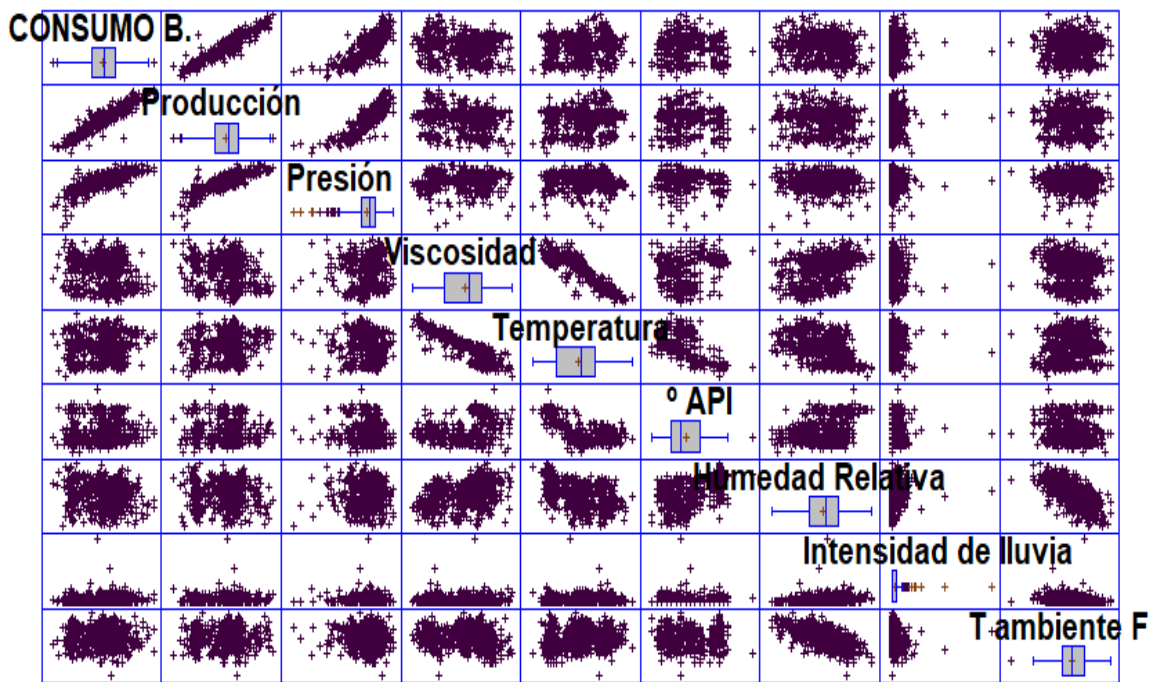 CONSUMO B.
Producción
Presión
Viscosidad
Temperatura
º API
Humedad Relativa
Intensidad de lluvia
T ambiente F